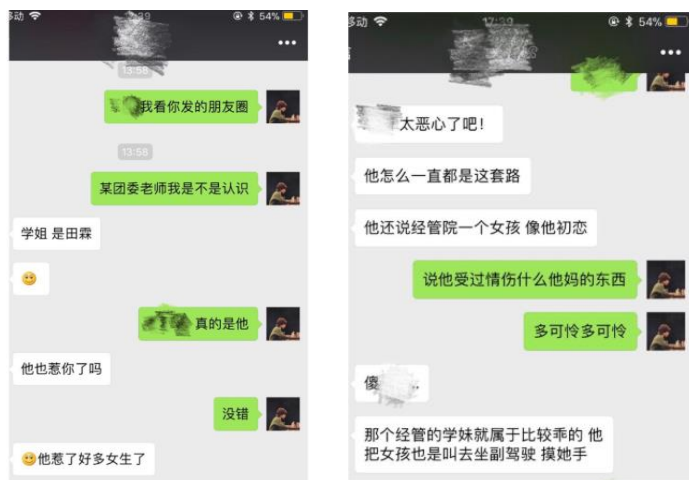 17:39
54%
13:56
我看你发的朋友圈
13:56
某团委老师我是不是认识
学姐 是田霖
真的是他
他也惹你了吗
没错
他惹了好多女生了
17:39
54%
太恶心了吧！
他怎么一直都是这套路
他还说经管院一个女孩 像他初恋
说他受过情伤什么他妈的东西
多可怜多可怜
傻
那个经管的学妹就属于比较乖的 他
把女孩也是叫去坐副驾驶 摸她手